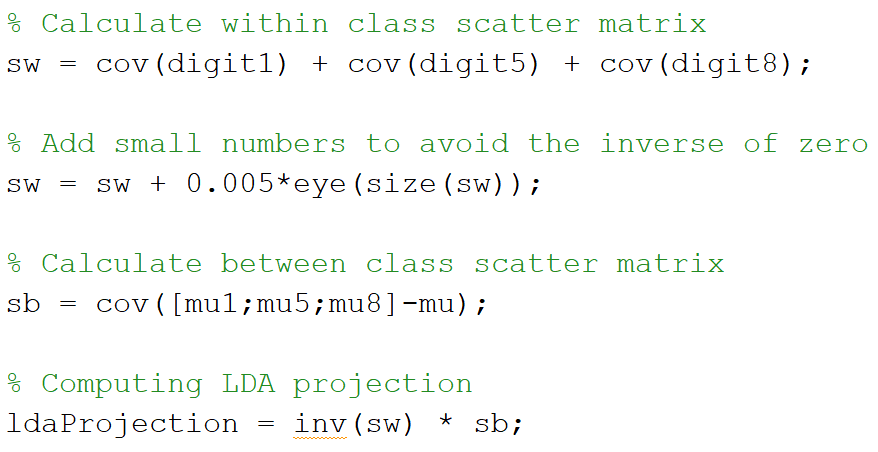 % Calculate within class scatter matrix
sw = cov(digit1) + cov(digit5) + cov(digit8);
% Add small numbers to avoid the inverse of zero
sw = sw + 0.005*eye(size(sw));
% Calculate between class scatter matrix
sb = cov([mu1;mu5;mu8]-mu);
% Computing LDA projection
ldaProjection = inv(sw) * sb;